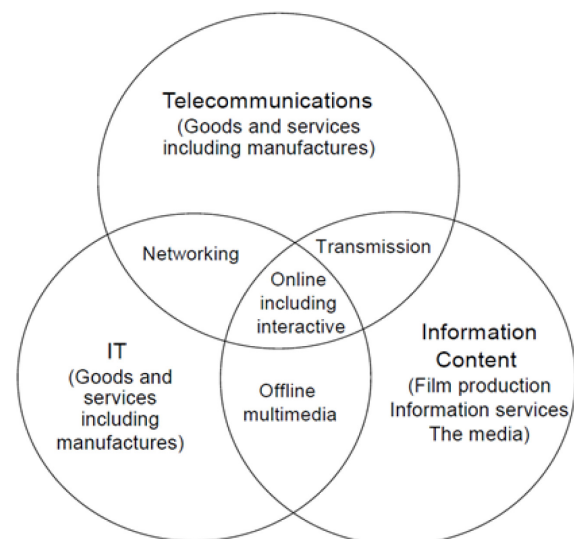 Telecommunications
(Goods and services
including manufactures)
Networking
Transmission
Online
including
interactive
IT
(Goods and
services
including
manufactures)
Offline
multimedia
Information
Content
(Film production
Information services
The media)